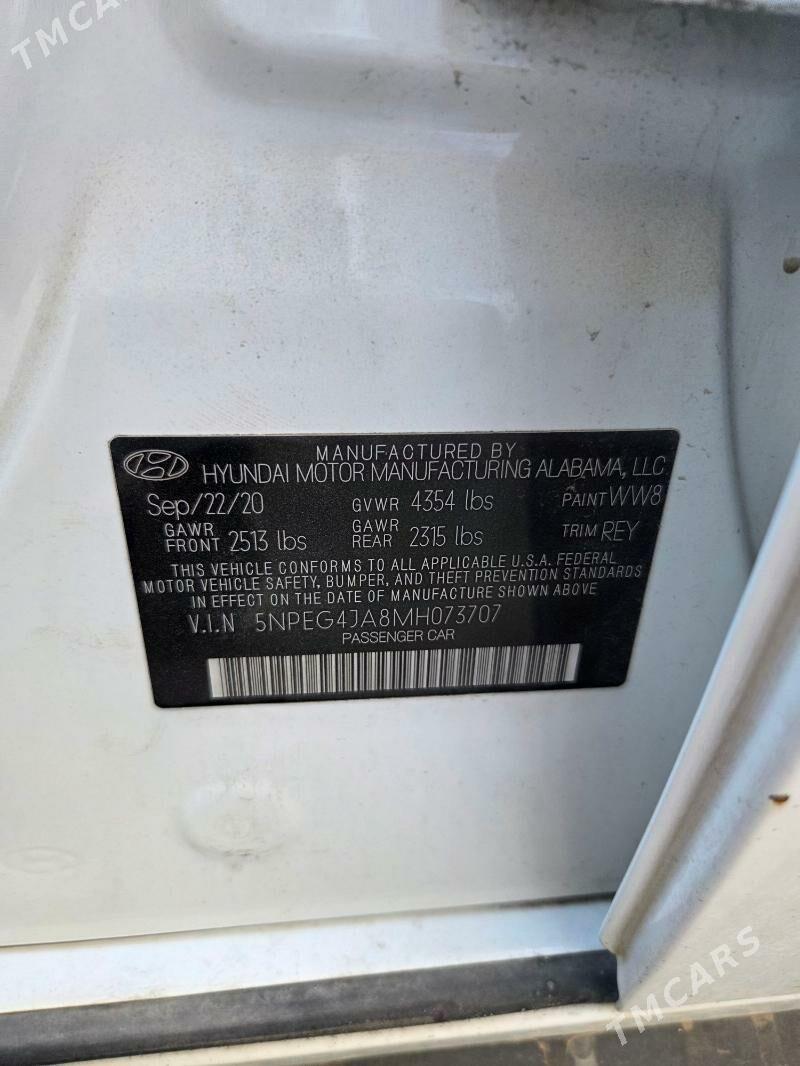 TMCARS
MANUFACTURED BY
HYUNDAI MOTOR MANUFACTURING ALABAMA, LLC
Sep/22/20 GVWR 4354 lbs PAINT WW8
GAWR FRONT 2513 lbs GAWR REAR 2315 lbs TRIM REY
THIS VEHICLE CONFORMS TO ALL APPLICABLE U.S.A. FEDERAL
MOTOR VEHICLE SAFETY, BUMPER, AND THEFT PREVENTION STANDARDS
IN EFFECT ON THE DATE OF MANUFACTURE SHOWN ABOVE
V.I.N 5NPEG4JA8MH073707
PASSENGER CAR
TMCARS